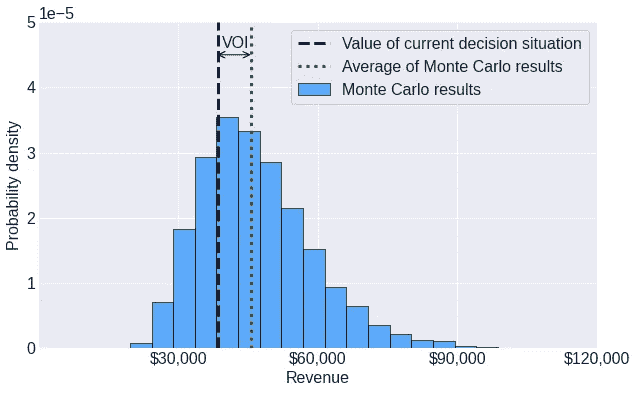 1e−5
5
4
3
2
1
0
Probability density
VOI
Value of current decision situation
Average of Monte Carlo results
Monte Carlo results
$30,000
$60,000
$90,000
$120,000
Revenue